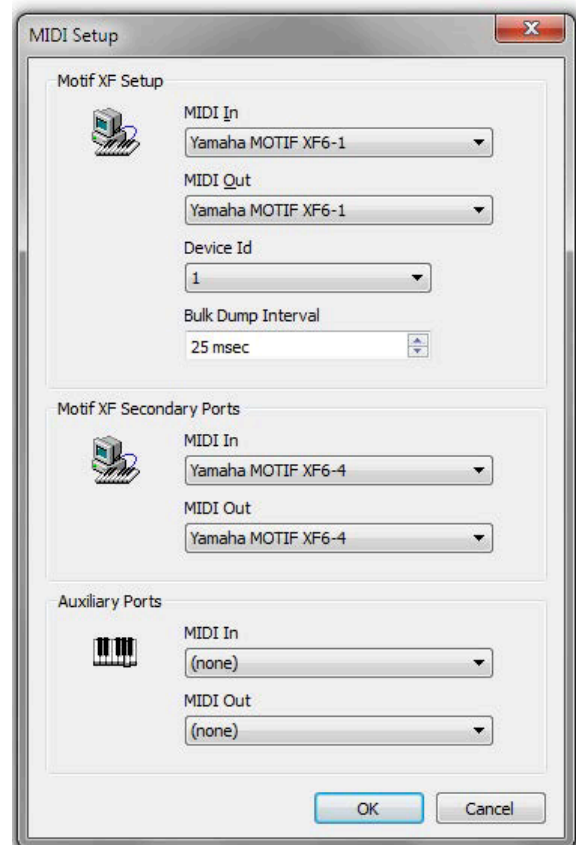 MIDI Setup
Motif XF Setup
MIDI In
Yamaha MOTIF XF6-1
MIDI Out
Yamaha MOTIF XF6-1
Device Id
1
Bulk Dump Interval
25 msec
Motif XF Secondary Ports
MIDI In
Yamaha MOTIF XF6-4
MIDI Out
Yamaha MOTIF XF6-4
Auxiliary Ports
MIDI In
(none)
MIDI Out
(none)
OK Cancel